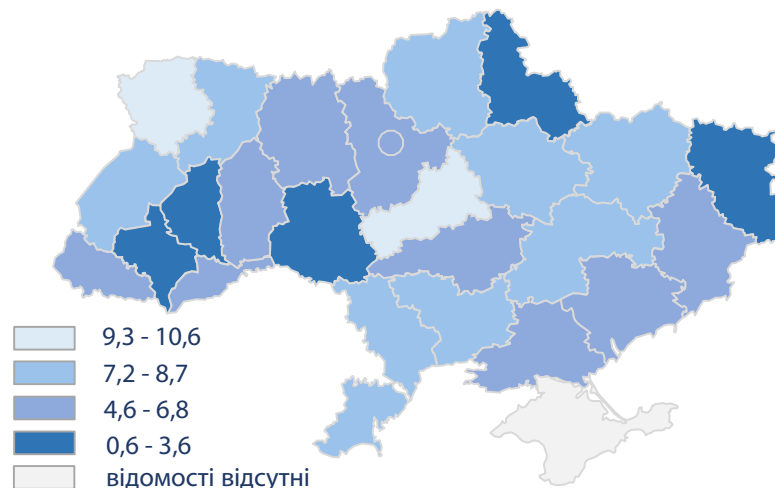 9,3 - 10,6
7,2 - 8,7
4,6 - 6,8
0,6 - 3,6
відомості відсутні